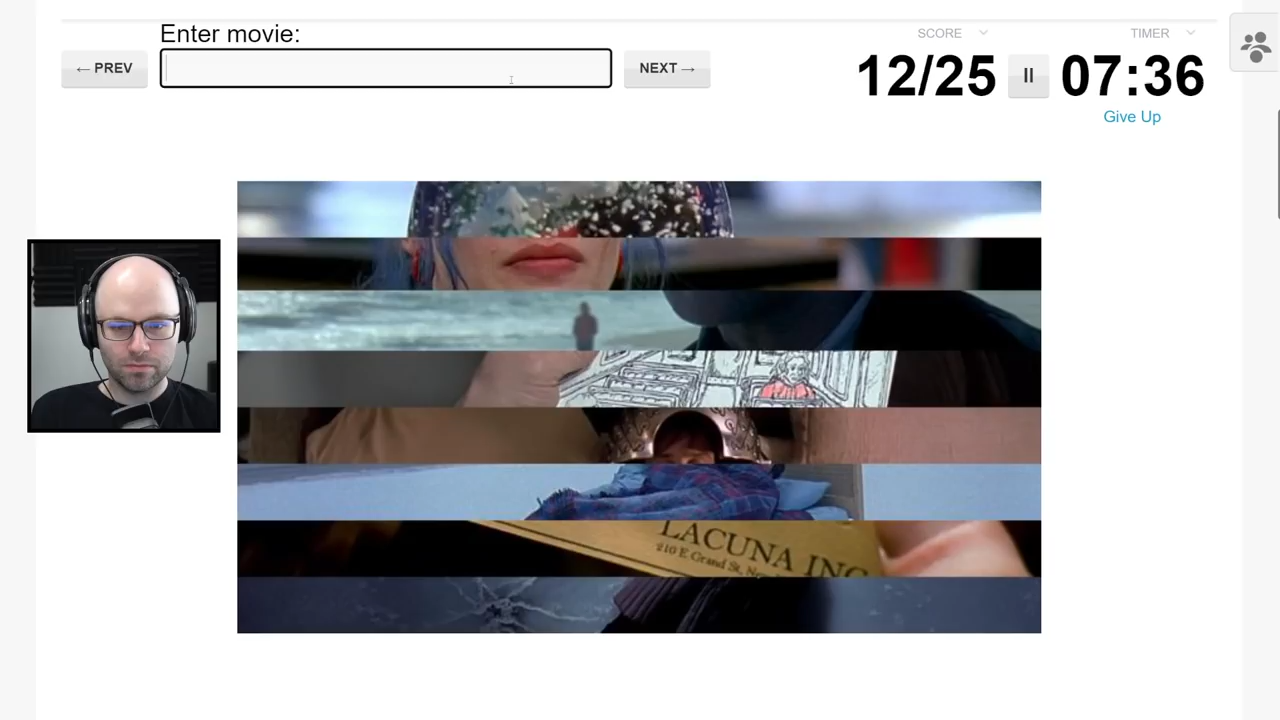 Enter movie:
← PREV
NEXT →
SCORE
12/25
TIMER
07:36
Give Up
LACUNA INC
210 E Grand St,